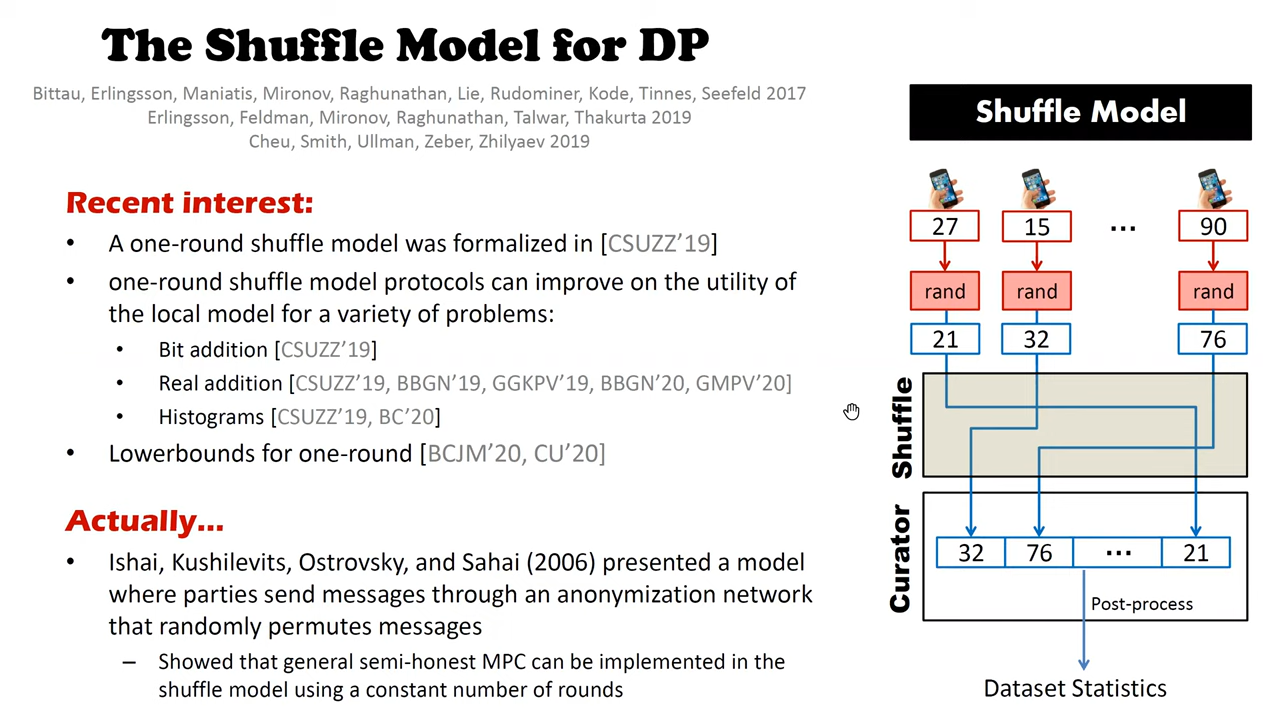 The Shuffle Model for DP
Bittau, Erlingsson, Maniatis, Mironov, Raghunathan, Lie, Rudominer, Kode, Tinnes, Seefeld 2017
Erlingsson, Feldman, Mironov, Raghunathan, Talwar, Thakurta 2019
Cheu, Smith, Ullman, Zeber, Zhilyaev 2019
Recent interest:
• A one-round shuffle model was formalized in [CSUZZ’19]
• one-round shuffle model protocols can improve on the utility of
the local model for a variety of problems:
• Bit addition [CSUZZ’19]
• Real addition [CSUZZ’19, BBGN’19, GGKPV’19, BBGN’20, GMPV’20]
• Histograms [CSUZZ’19, BC’20]
• Lowerbounds for one-round [BCJM’20, CU’20]
Actually…
• Ishai, Kushilevits, Ostrovsky, and Sahai (2006) presented a model
where parties send messages through an anonymization network
that randomly permutes messages
– Showed that general semi-honest MPC can be implemented in the
shuffle model using a constant number of rounds
Shuffle Model
27 15 … 90
rand rand rand
21 32 76
Shuffle
Curator
32 76 … 21
Post-process
Dataset Statistics